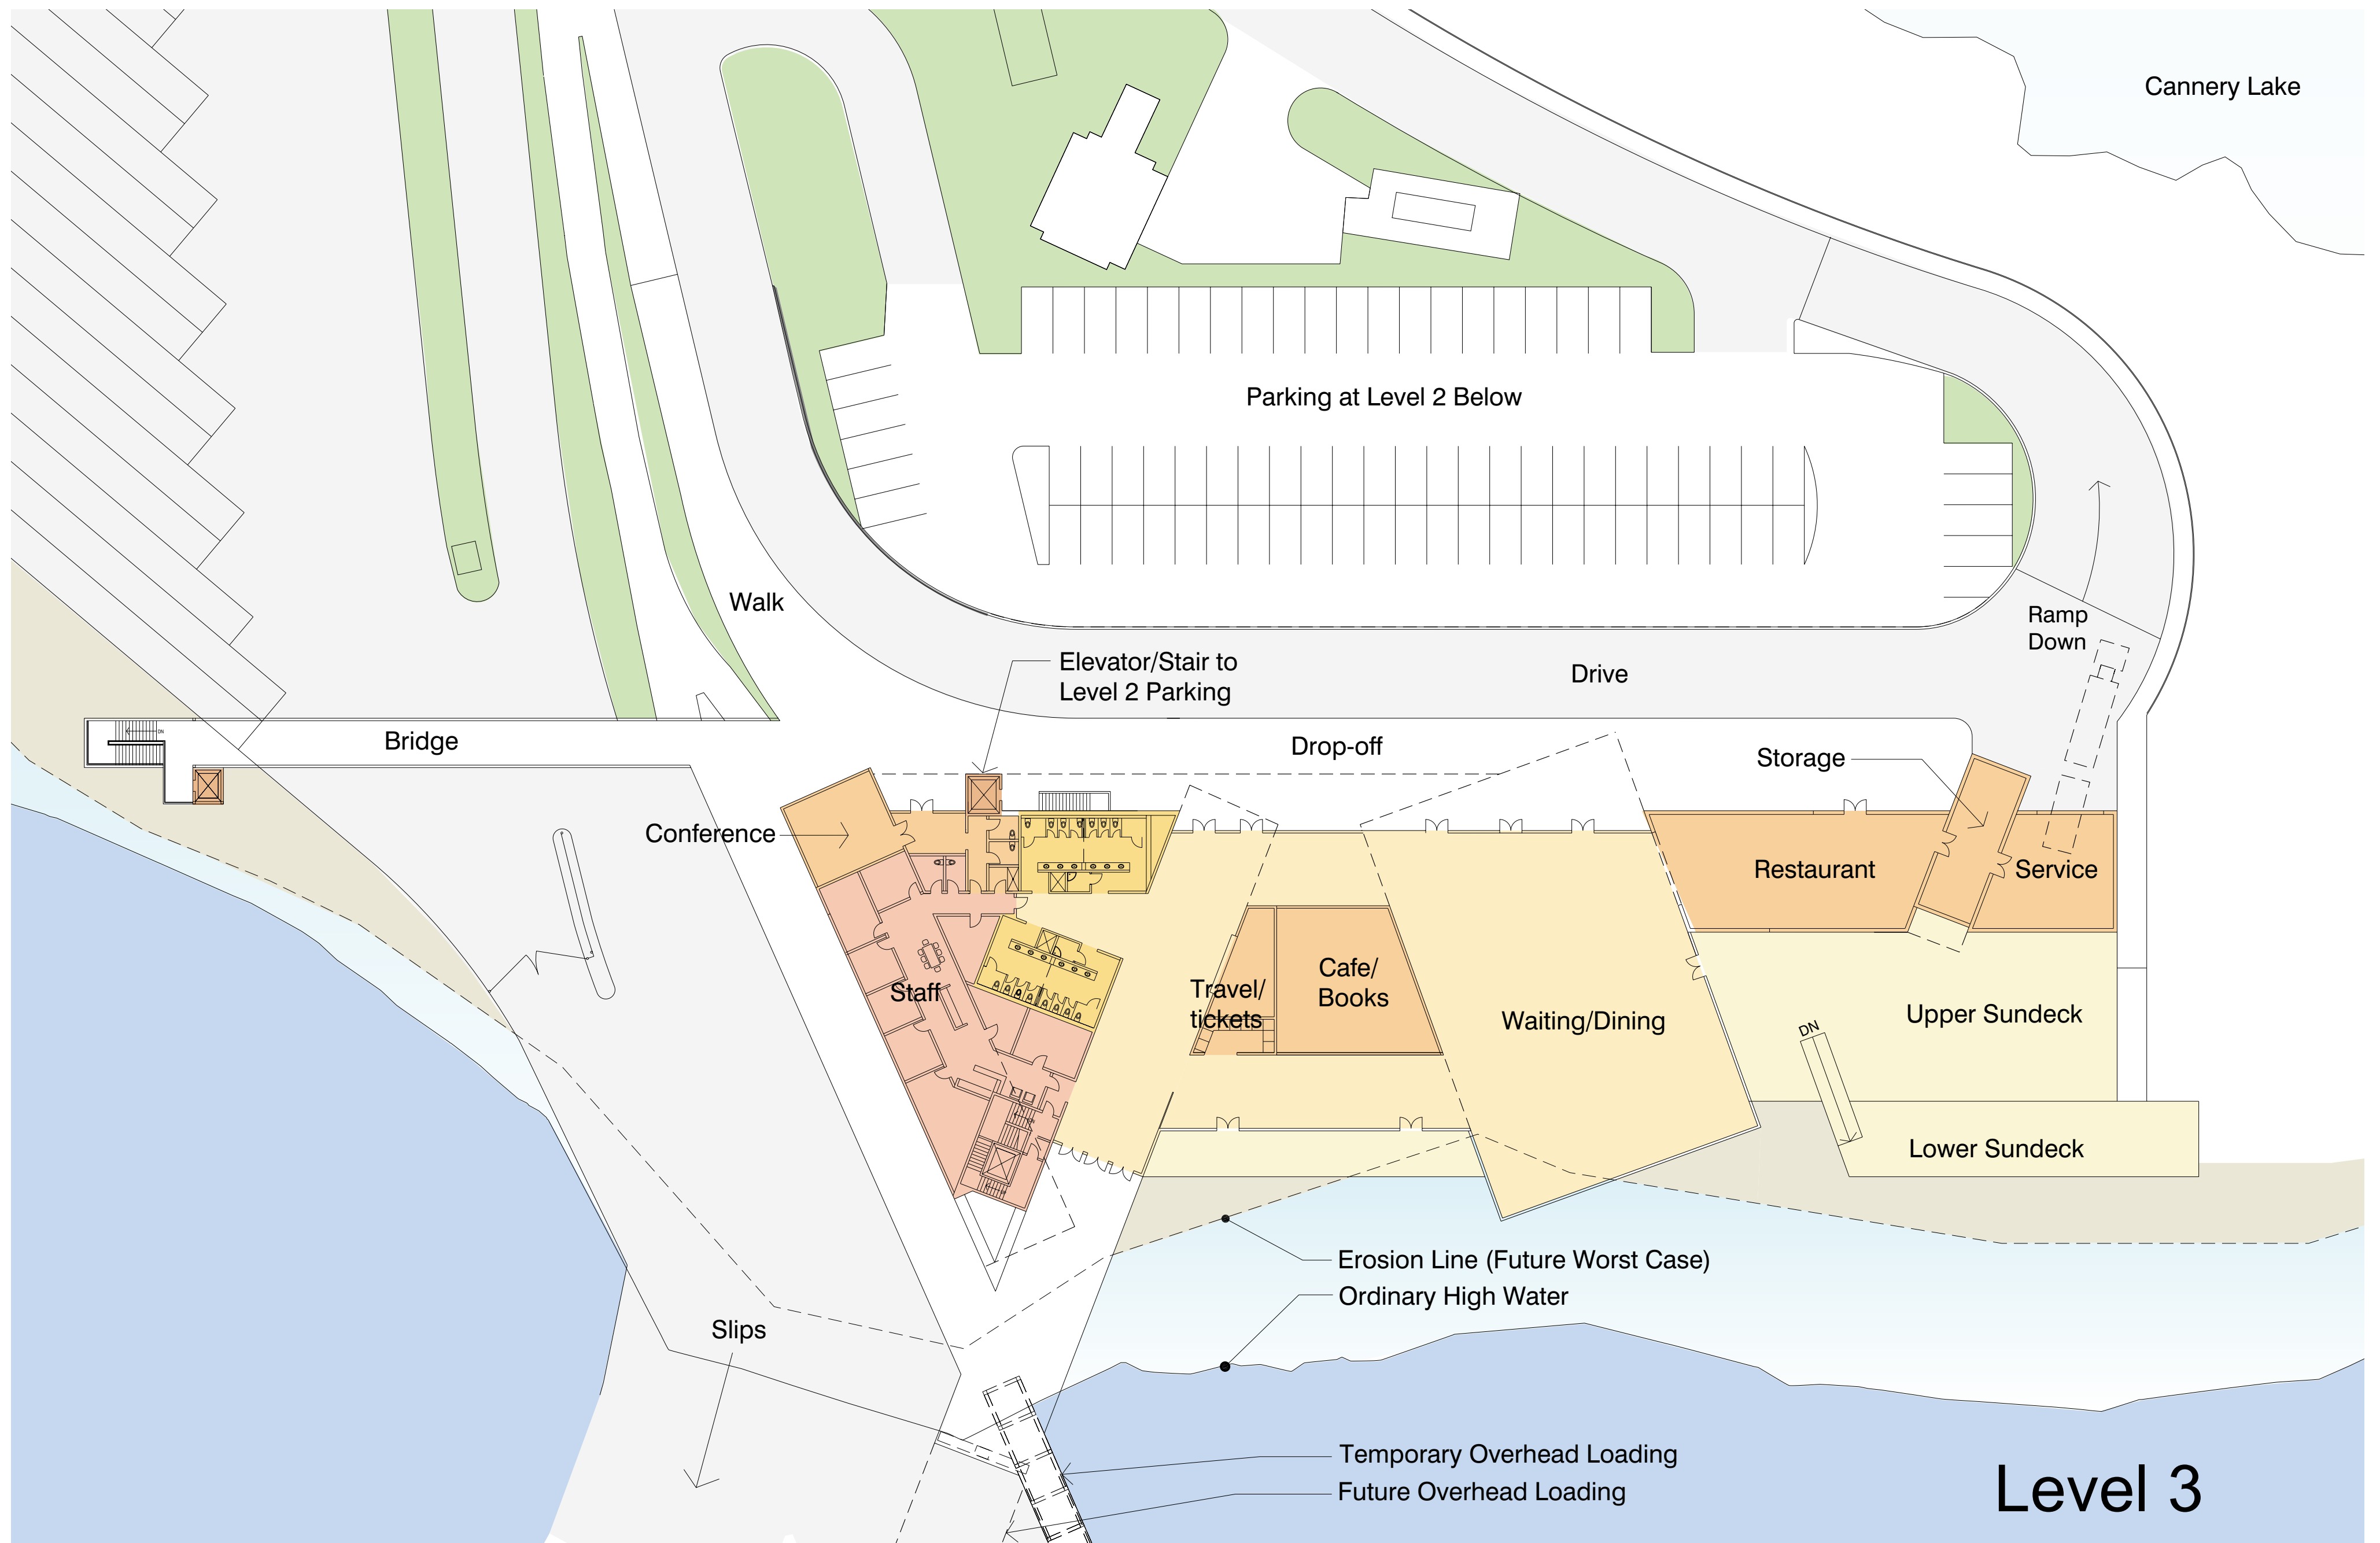 Cannery Lake
Parking at Level 2 Below
Walk
Ramp
Down
Elevator/Stair to
Level 2 Parking
Drive
Bridge
DN
Drop-off
Storage
Conference
Restaurant
Service
Staff
Travel/
tickets
Cafe/
Books
Waiting/Dining
Upper Sundeck
DN
Lower Sundeck
Erosion Line (Future Worst Case)
Ordinary High Water
Slips
Temporary Overhead Loading
Future Overhead Loading
Level 3